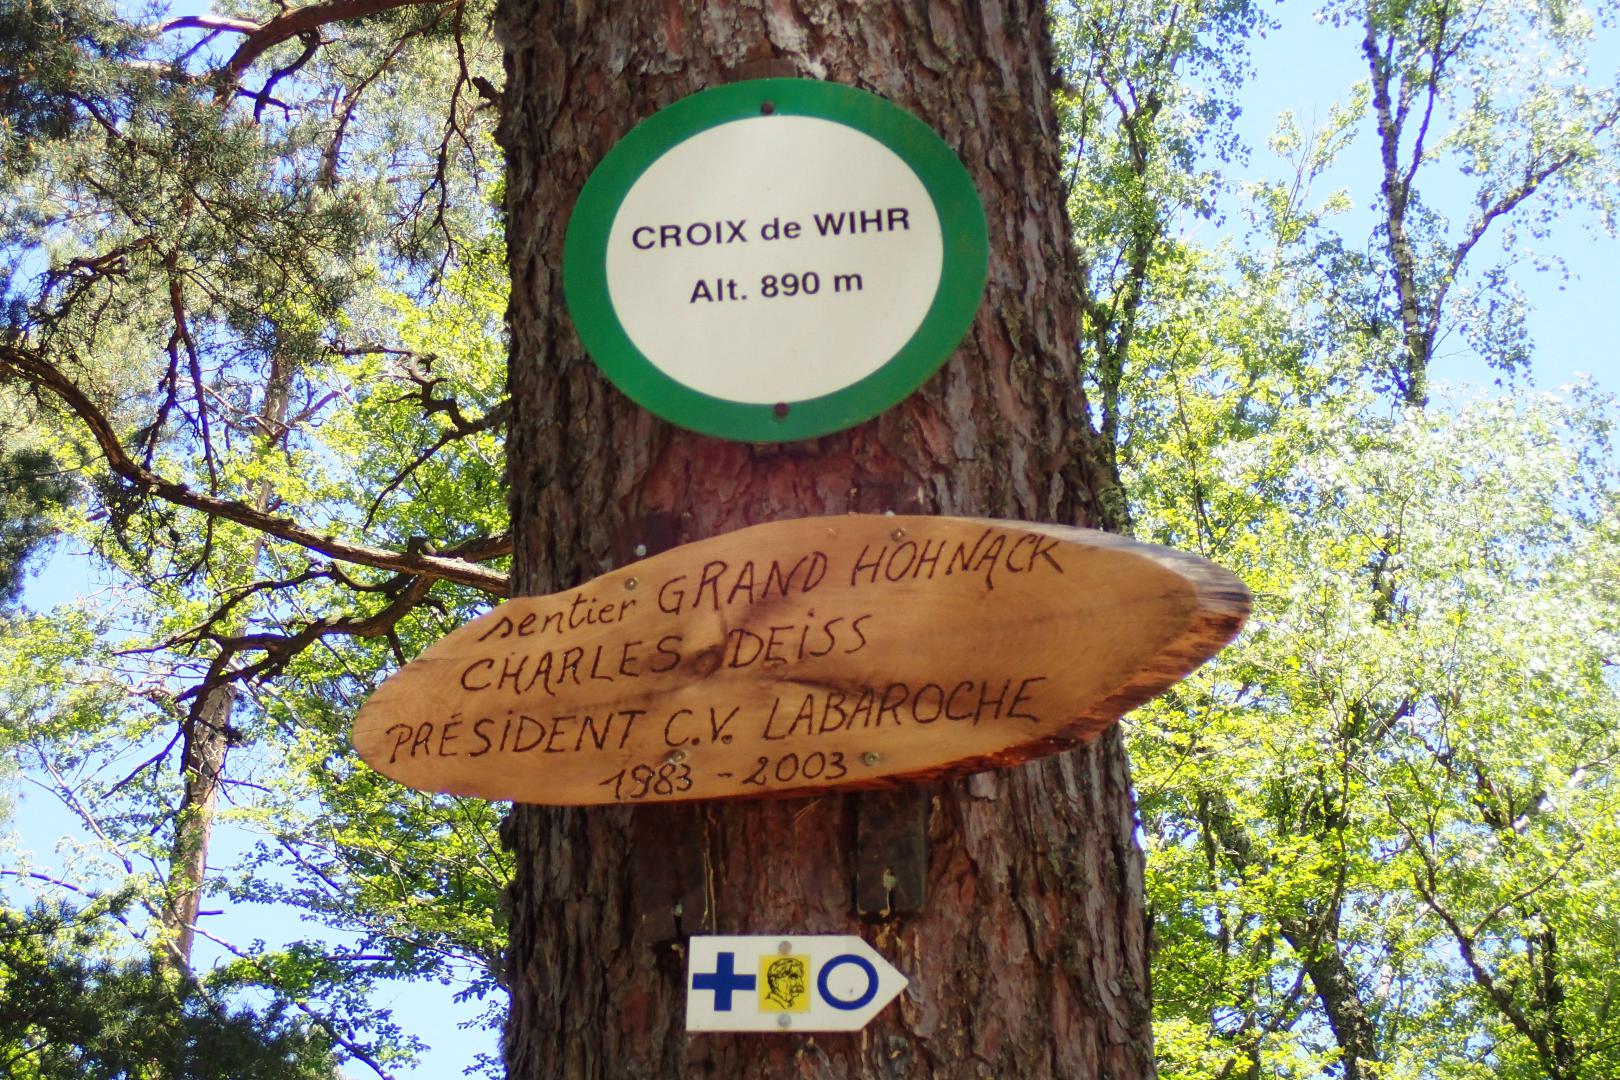 CROIX de WIHR
Alt. 890 m
sentier GRAND HOHNACK
CHARLES DEiSS
PRÉSiDENT C.V. LABAROCHE
1983 - 2003